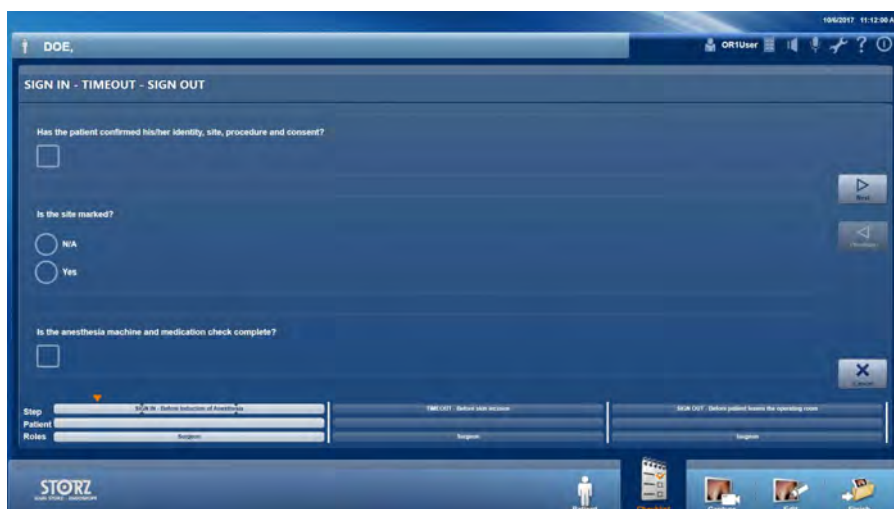 10/6/2017 11:12:00 A
DOE,
OR1User
SIGN IN - TIMEOUT - SIGN OUT
Has the patient confirmed his/her identity, site, procedure and consent?
Next
Is the site marked?
N/A
Previous
Yes
Is the anesthesia machine and medication check complete?
Cancel
Step
SIGN IN - Before Induction of Anesthesia
TIMEOUT - Before skin incision
SIGN OUT - Before patient leaves the operating room
Patient
Roles
Surgeon
Surgeon
Surgeon
STORZ
Patient
Checklist
Capture
Edit
Finish